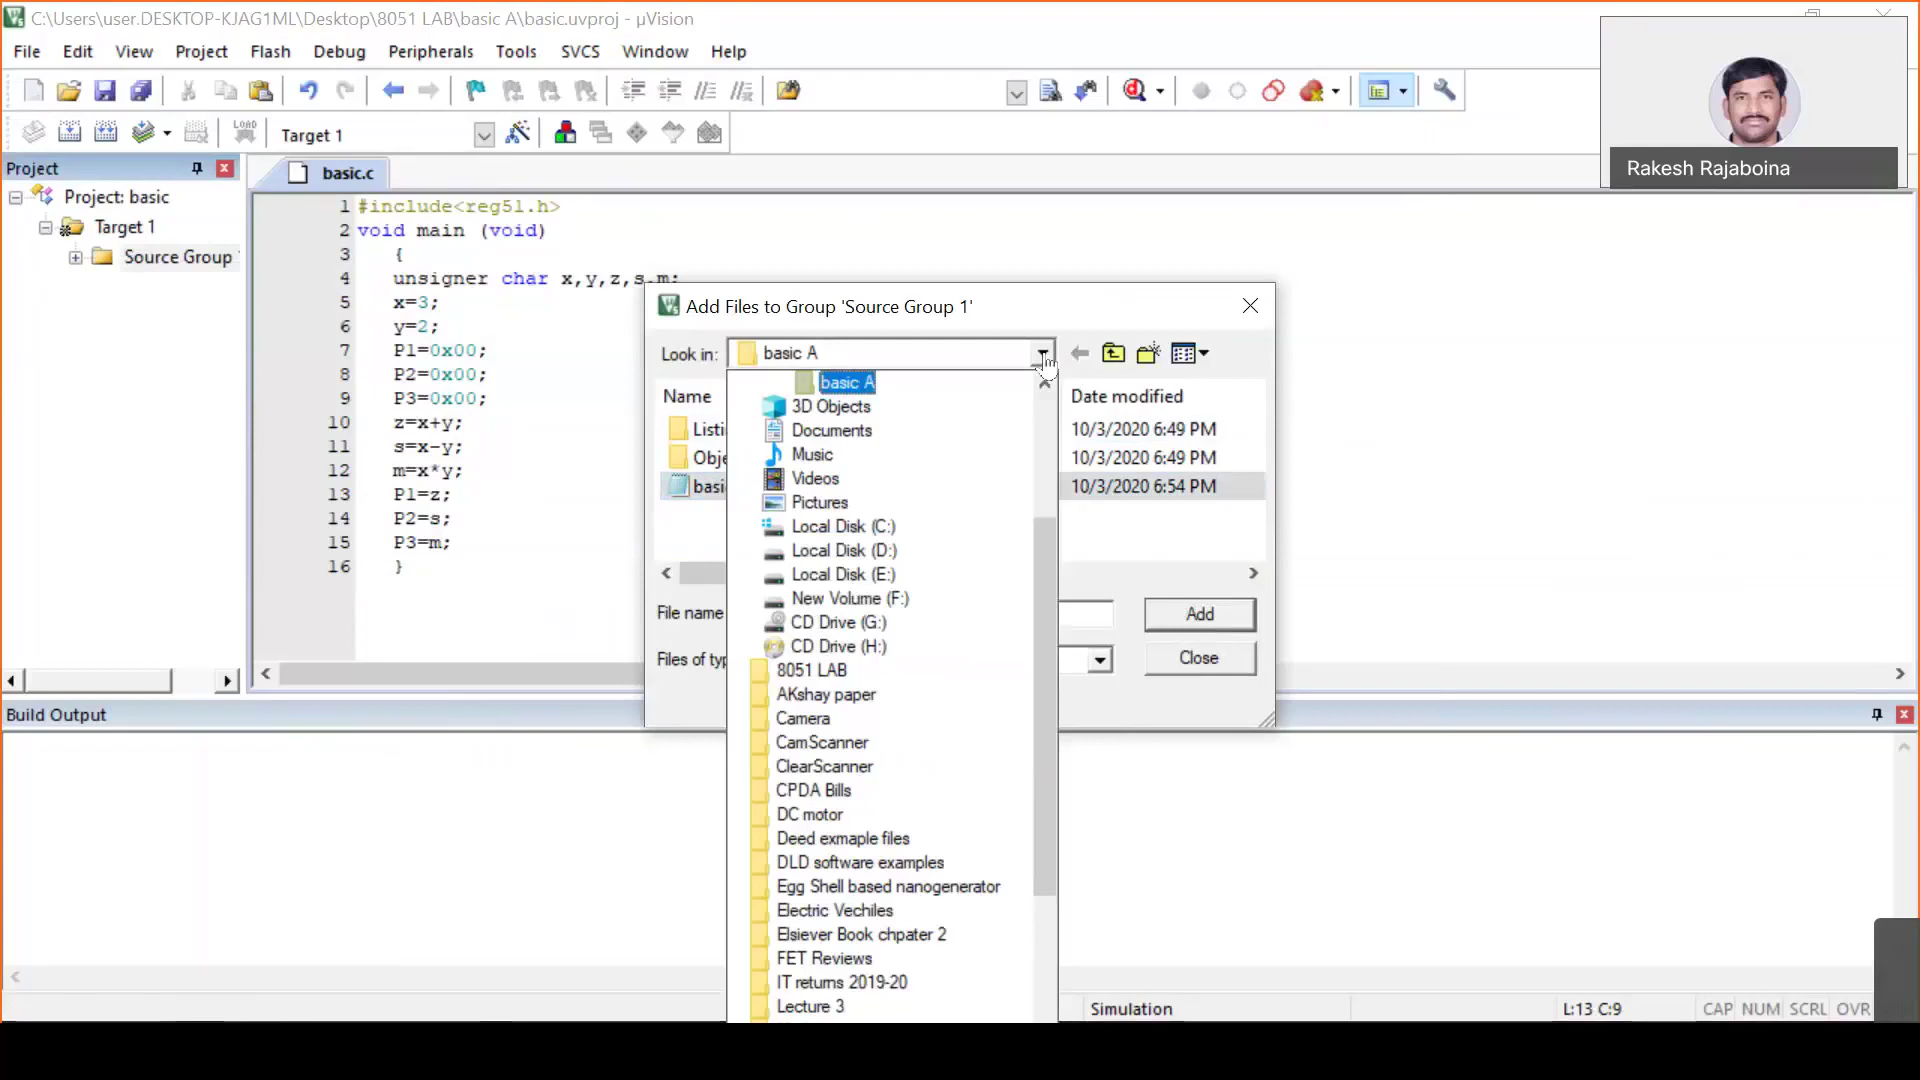 C:\Users\user.DESKTOP-KJAG1ML\Desktop\8051 LAB\basic A\basic.uvproj - µVision
File Edit View Project Flash Debug Peripherals Tools SVCS Window Help
LOAD
Target 1
Rakesh Rajaboina
Project
Project: basic
Target 1
Source Group
basic.c
1 #include<reg51.h>
2 void main (void)
3 {
4 unsigner char x,y,z,s,m;
5 x=3;
6 y=2;
7 P1=0x00;
8 P2=0x00;
9 P3=0x00;
10 z=x+y;
11 s=x-y;
12 m=x*y;
13 P1=z;
14 P2=s;
15 P3=m;
16 }
Add Files to Group 'Source Group 1'
Look in: basic A
Name Date modified
Listi 10/3/2020 6:49 PM
Obje 10/3/2020 6:49 PM
basi 10/3/2020 6:54 PM
File name
Add
Files of typ
Close
basic A
3D Objects
Documents
Music
Videos
Pictures
Local Disk (C:)
Local Disk (D:)
Local Disk (E:)
New Volume (F:)
CD Drive (G:)
CD Drive (H:)
8051 LAB
AKshay paper
Camera
CamScanner
ClearScanner
CPDA Bills
DC motor
Deed exmaple files
DLD software examples
Egg Shell based nanogenerator
Electric Vechiles
Elsiever Book chpater 2
FET Reviews
IT returns 2019-20
Lecture 3
Build Output
Simulation
L:13 C:9
CAP NUM SCRL OVR